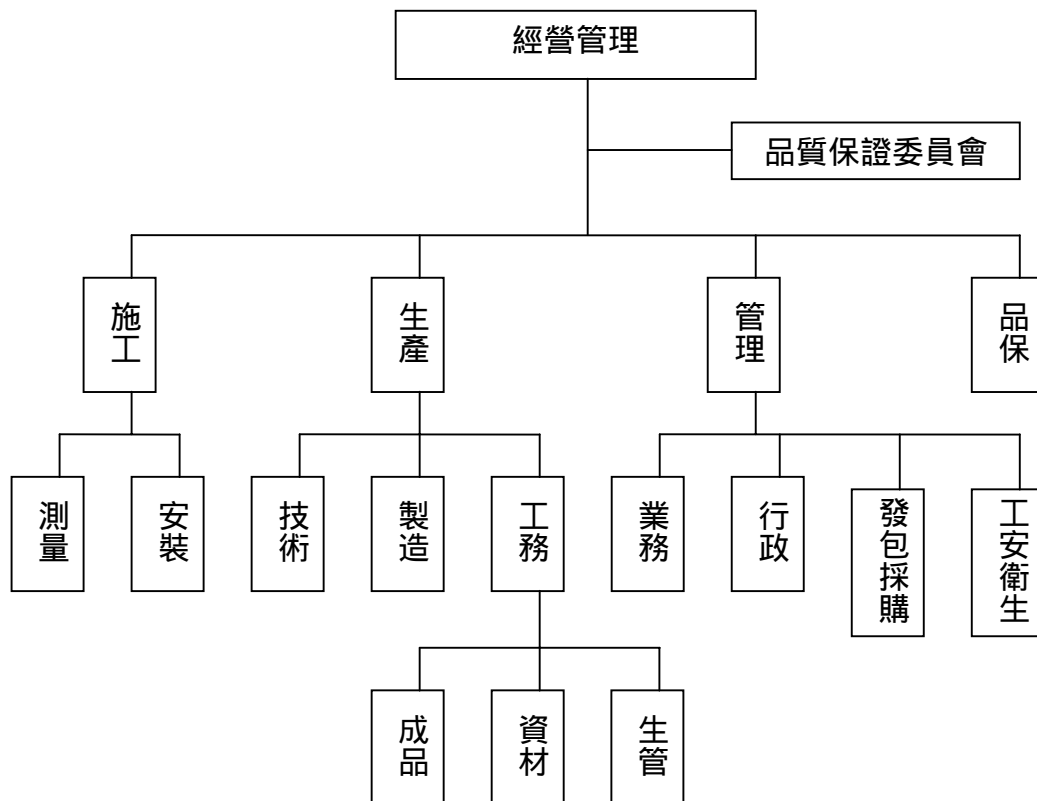 經營管理
品質保證委員會
施工
生產
管理
品保
測量
安裝
技術
製造
工務
業務
行政
發包採購
工安衛生
成品
資材
生管